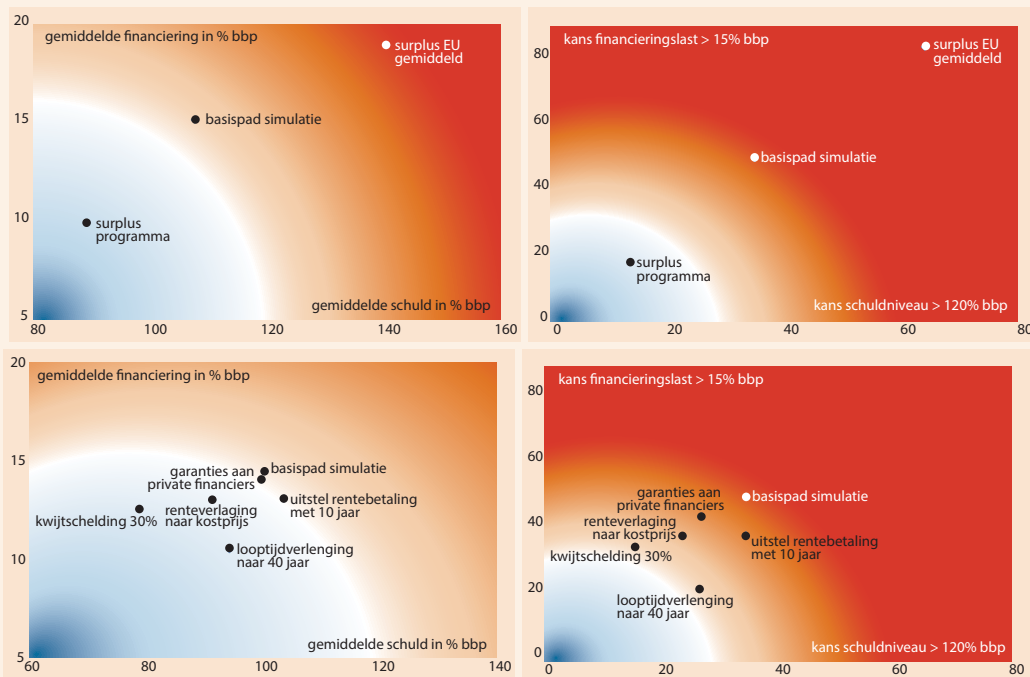 20
gemiddelde financiering in % bbp
surplus EU
gemiddeld
15
basispad simulatie
10
surplus
programma
gemiddelde schuld in % bbp
5
80
100
120
140
160
kans financieringslast > 15% bbp
surplus EU
gemiddeld
80
60
basispad simulatie
40
20
surplus
programma
kans schuldniveau > 120% bbp
0
0
20
40
60
80
20
gemiddelde financiering in % bbp
15
garanties aan
private financiers
basispad simulatie
kwijtschelding 30%
renteverlaging
naar kostprijs
uitstel rentebetaling
met 10 jaar
10
looptijdverlenging
naar 40 jaar
gemiddelde schuld in % bbp
5
60
80
100
120
140
kans financieringslast > 15% bbp
80
60
garanties aan
private financiers
basispad simulatie
40
renteverlaging
naar kostprijs
uitstel rentebetaling
met 10 jaar
kwijtschelding 30%
20
looptijdverlenging
naar 40 jaar
kans schuldniveau > 120% bbp
0
0
20
40
60
80